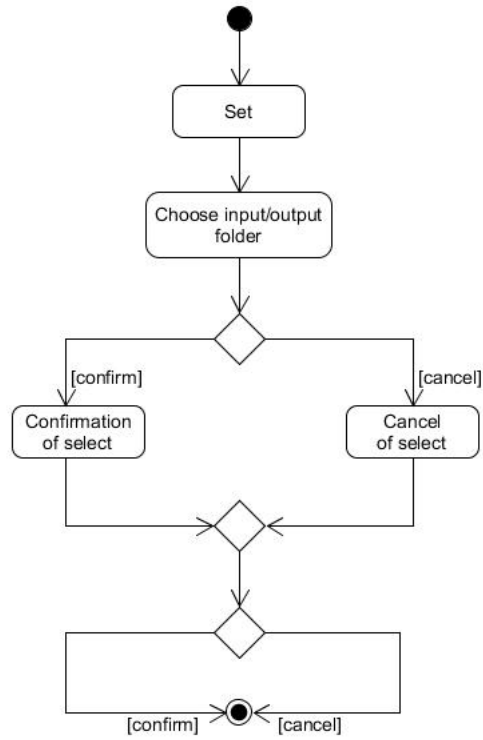 Set
Choose input/output
folder
[confirm]
[cancel]
Confirmation
of select
Cancel
of select
[confirm]
[cancel]